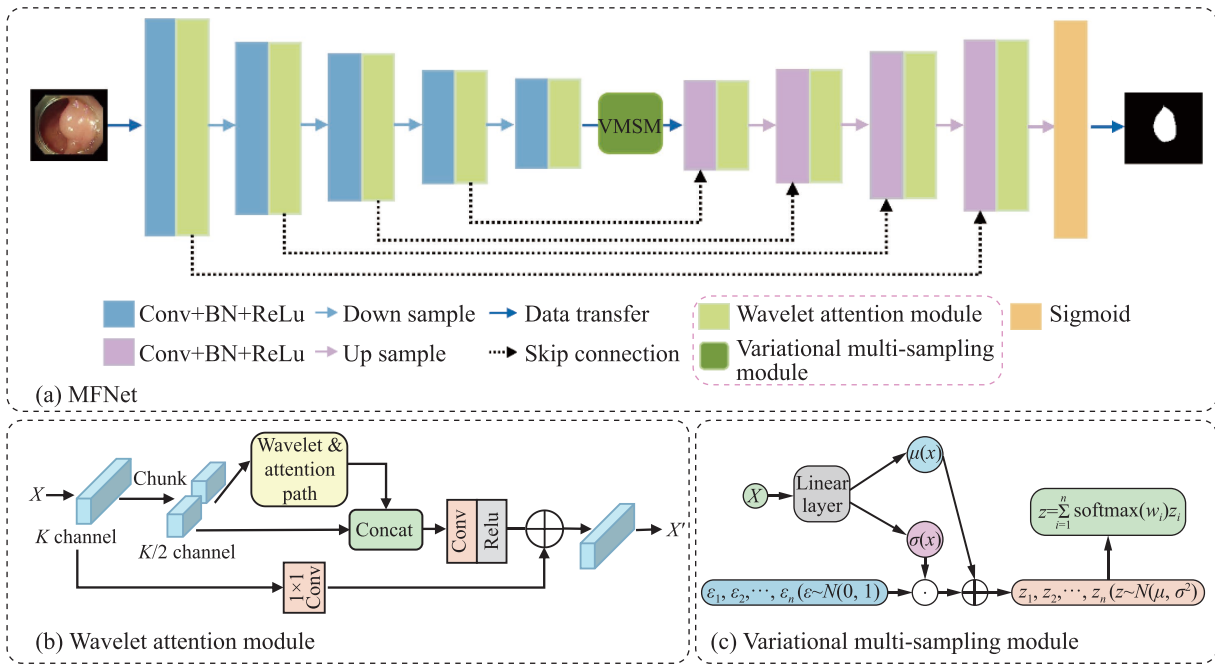 VMSM
Conv+BN+ReLu
Down sample
Data transfer
Wavelet attention module
Sigmoid
Conv+BN+ReLu
Up sample
Skip connection
Variational multi-sampling
module
(a) MFNet
X
K channel
Chunk
K/2 channel
Wavelet &
attention
path
Concat
Conv
Relu
X'
1×1
Conv
(b) Wavelet attention module
X
Linear
layer
μ(x)
σ(x)
ε₁, ε₂,⋯, εₙ (ε~N(0, 1)
·
z₁, z₂,⋯, zₙ (z~N(μ, σ²)
z=∑ⁿᵢ₌₁ softmax(wᵢ)zᵢ
(c) Variational multi-sampling module